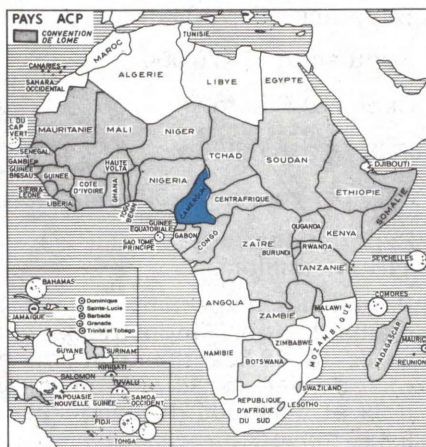 PAYS ACP
CONVENTION
DE LOMÉ
CANARIES
SAHARA
OCCIDENTAL
MAROC
ALGERIE
TUNISIE
LIBYE
EGYPTE
I. DU
CAP
VERT
MAURITANIE
MALI
NIGER
TCHAD
SOUDAN
DJIBOUTI
SENEGAL
GAMBIE
GUINEE
BISSAU
GUINEE
SIERRA
LEONE
LIBERIA
COTE
D'IVOIRE
HAUTE
VOLTA
GHANA
TOGO
BENIN
NIGERIA
CAMEROUN
CENTRAFRIQUE
ETHIOPIE
SOMALIE
GUINEE
EQUATORIALE
SAO TOME
PRINCIPE
GABON
CONGO
ZAÏRE
OUGANDA
RWANDA
BURUNDI
KENYA
TANZANIE
SEYCHELLES
COMORES
ANGOLA
ZAMBIE
MALAWI
MOZAMBIQUE
MADAGASCAR
MAURICE
REUNION
NAMIBIE
ZIMBABWE
BOTSWANA
SWAZILAND
LESOTHO
REPUBLIQUE
D'AFRIQUE
DU SUD
BAHAMAS
JAMAIQUE
Dominique
Sainte-Lucie
Barbade
Grenade
Trinité et Tobago
GUYANE
SURINAM
KIRIBATI
SALOMON
TUVALU
PAPOUASIE
NOUVELLE GUINEE
SAMOA
OCCIDENT.
FIDJI
TONGA